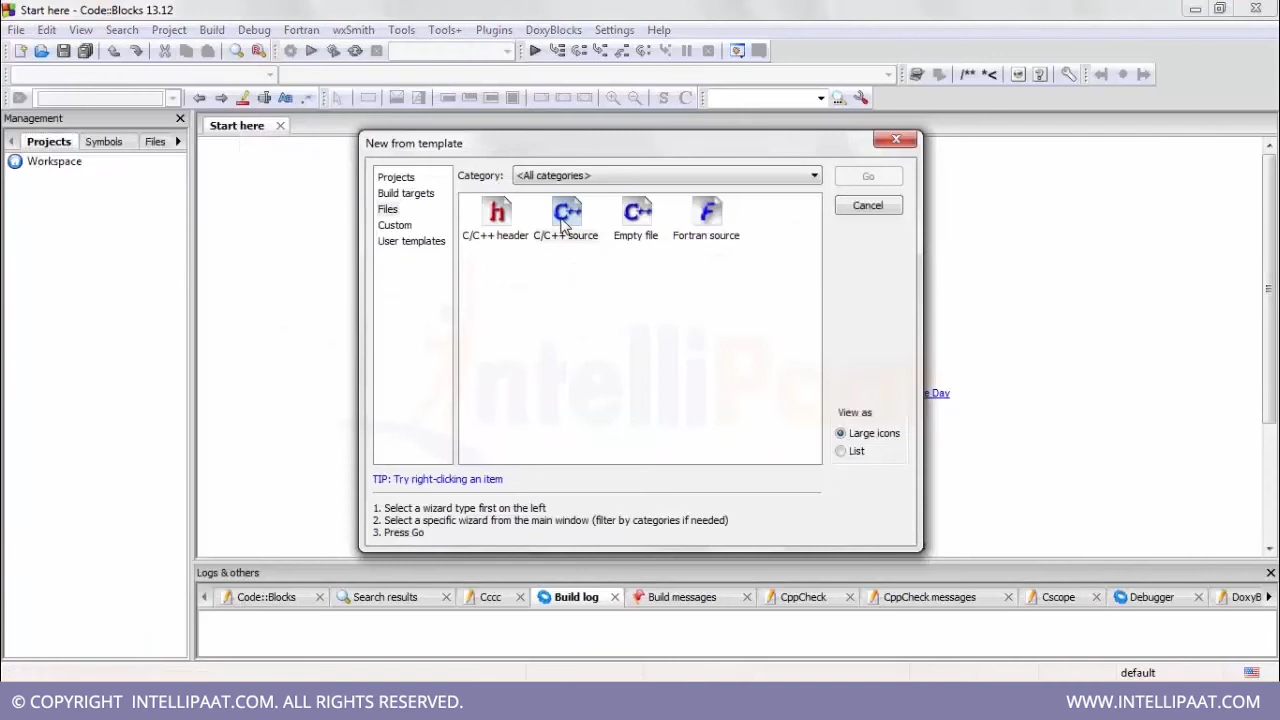 Start here - Code::Blocks 13.12
File Edit View Search Project Build Debug Fortran wxSmith Tools Tools+ Plugins DoxyBlocks Settings Help
/** *<
S C
Management
Projects Symbols Files
Workspace
Start here
New from template
Projects
Build targets
Files
Custom
User templates
Category: <All categories>
Go
Cancel
h C++ C++ F
C/C++ header C/C++ source Empty file Fortran source
IntelliPaat
e Day
View as
Large icons
List
TIP: Try right-clicking an item
1. Select a wizard type first on the left
2. Select a specific wizard from the main window (filter by categories if needed)
3. Press Go
Logs & others
Code::Blocks Search results Cccc Build log Build messages CppCheck CppCheck messages Cscope Debugger DoxyB
default
© COPYRIGHT INTELLIPAAT.COM. ALL RIGHTS RESERVED.
WWW.INTELLIPAAT.COM